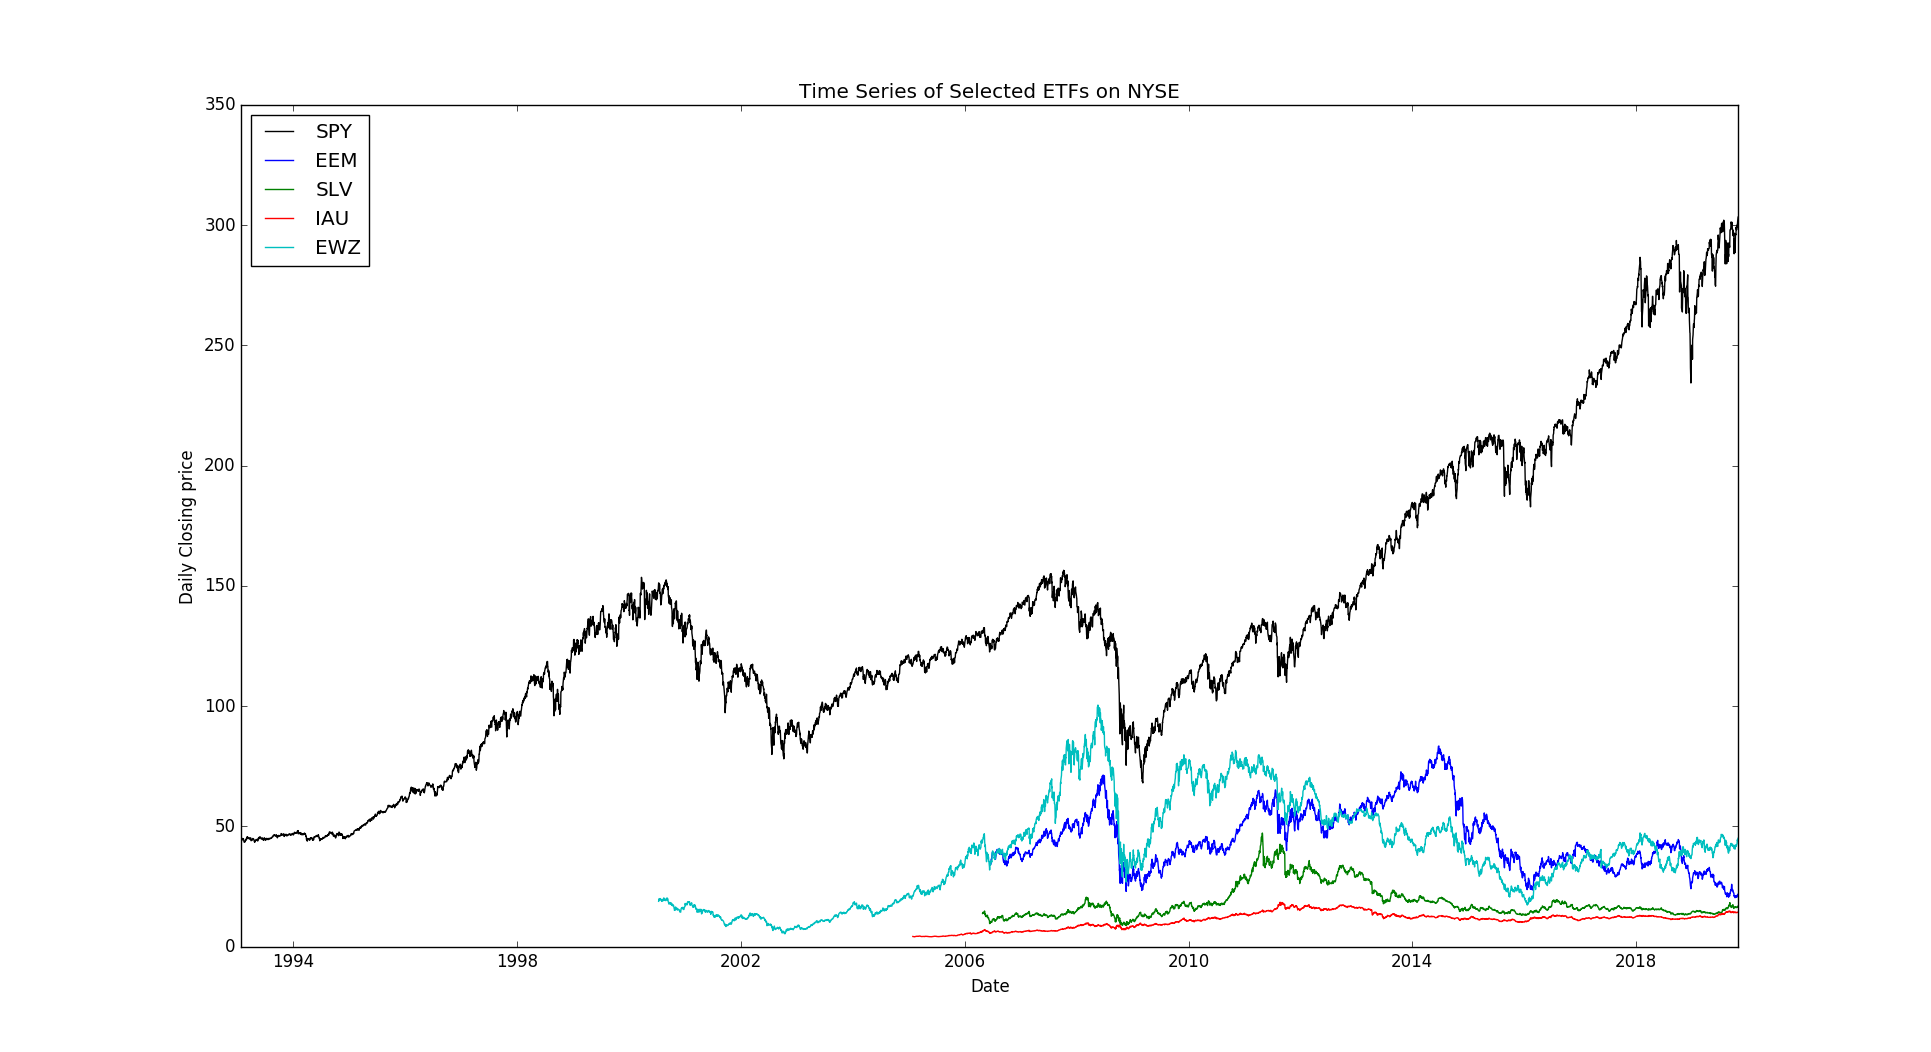 Time Series of Selected ETFs on NYSE
350
300
250
200
150
100
50
0
SPY
EEM
SLV
IAU
EWZ
Daily Closing price
1994 1998 2002 2006 2010 2014 2018
Date